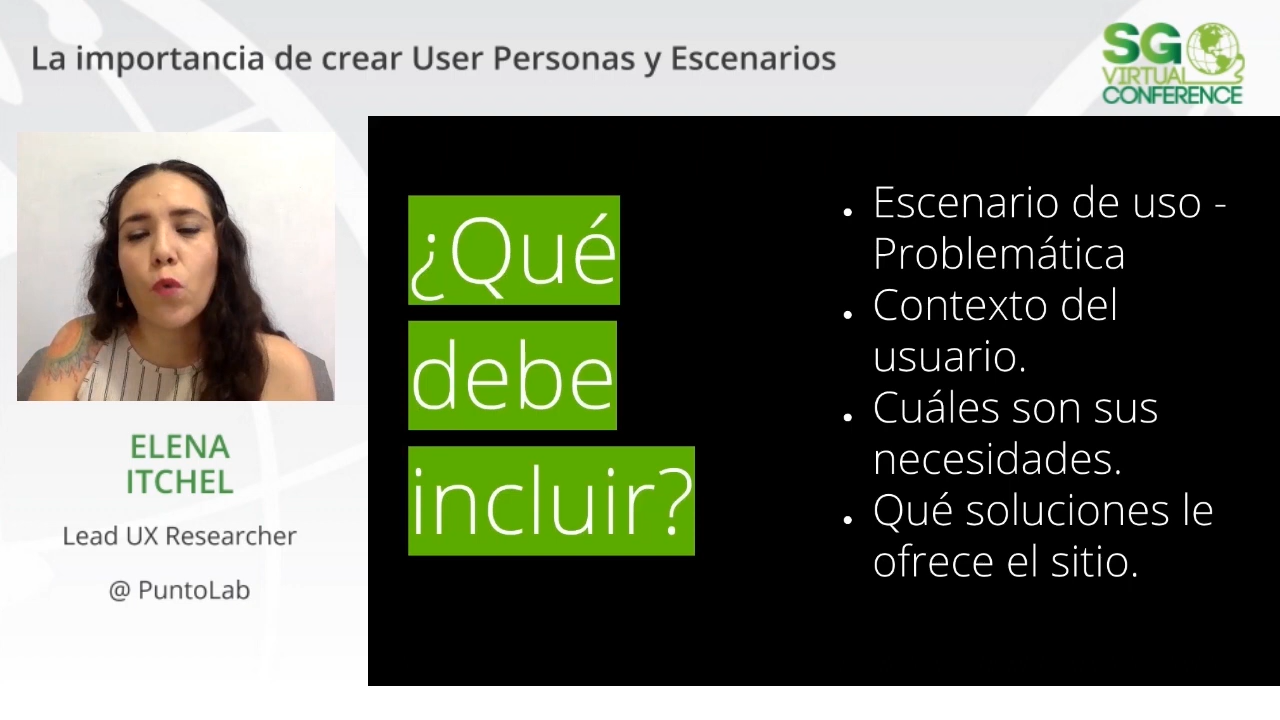 La importancia de crear User Personas y Escenarios
SG
VIRTUAL
CONFERENCE
ELENA
ITCHEL
Lead UX Researcher
@ PuntoLab
¿Qué
debe
incluir?
• Escenario de uso -
Problemática
• Contexto del
usuario.
• Cuáles son sus
necesidades.
• Qué soluciones le
ofrece el sitio.